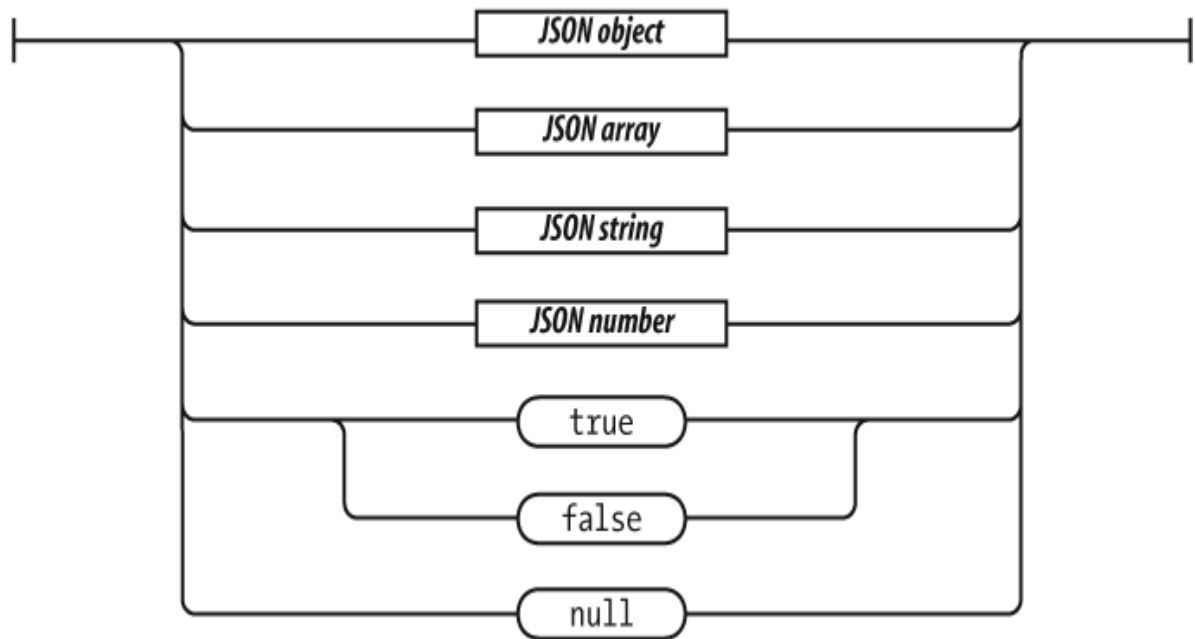 JSON object
JSON array
JSON string
JSON number
true
false
null